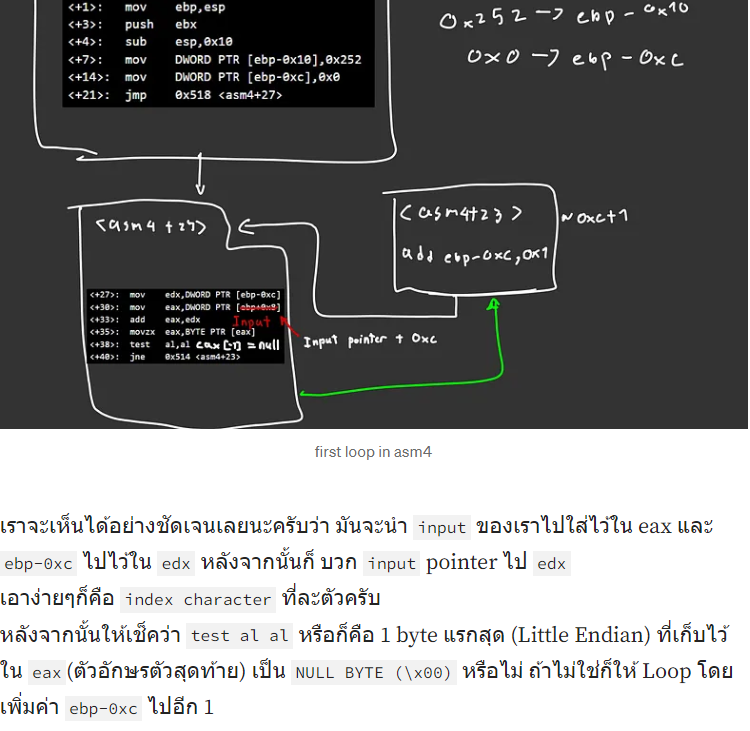 <+1>: mov ebp,esp
<+3>: push ebx
<+4>: sub esp,0x10
<+7>: mov DWORD PTR [ebp-0x10],0x252
<+14>: mov DWORD PTR [ebp-0xc],0x0
<+21>: jmp 0x518 <asm4+27>
0x252 -> ebp - 0x10
0x0 -> ebp - 0xc
<asm4 +27>
<asm4+23>
add ebp-0xc, 0x1
~ 0xc+1
<+27>: mov edx,DWORD PTR [ebp-0xc]
<+30>: mov eax,DWORD PTR [ebp+0x8]
<+33>: add eax,edx
Input
<+35>: movzx eax,BYTE PTR [eax]
<+38>: test al,al eax[-1] = null
<+40>: jne 0x514 <asm4+23>
Input pointer + 0xc
first loop in asm4
เราจะเห็นได้อย่างชัดเจนเลยนะครับว่า มันจะนำ input ของเราไปใส่ไว้ใน eax และ
ebp-0xc ไปไว้ใน edx หลังจากนั้นก็ บวก input pointer ไป edx
เอาง่ายๆก็คือ index character ที่ละตัวครับ
หลังจากนั้นให้เช็คว่า test al al หรือก็คือ 1 byte แรกสุด (Little Endian) ที่เก็บไว้
ใน eax (ตัวอักษรตัวสุดท้าย) เป็น NULL BYTE (\x00) หรือไม่ ถ้าไม่ใช่ก็ให้ Loop โดย
เพิ่มค่า ebp-0xc ไปอีก 1